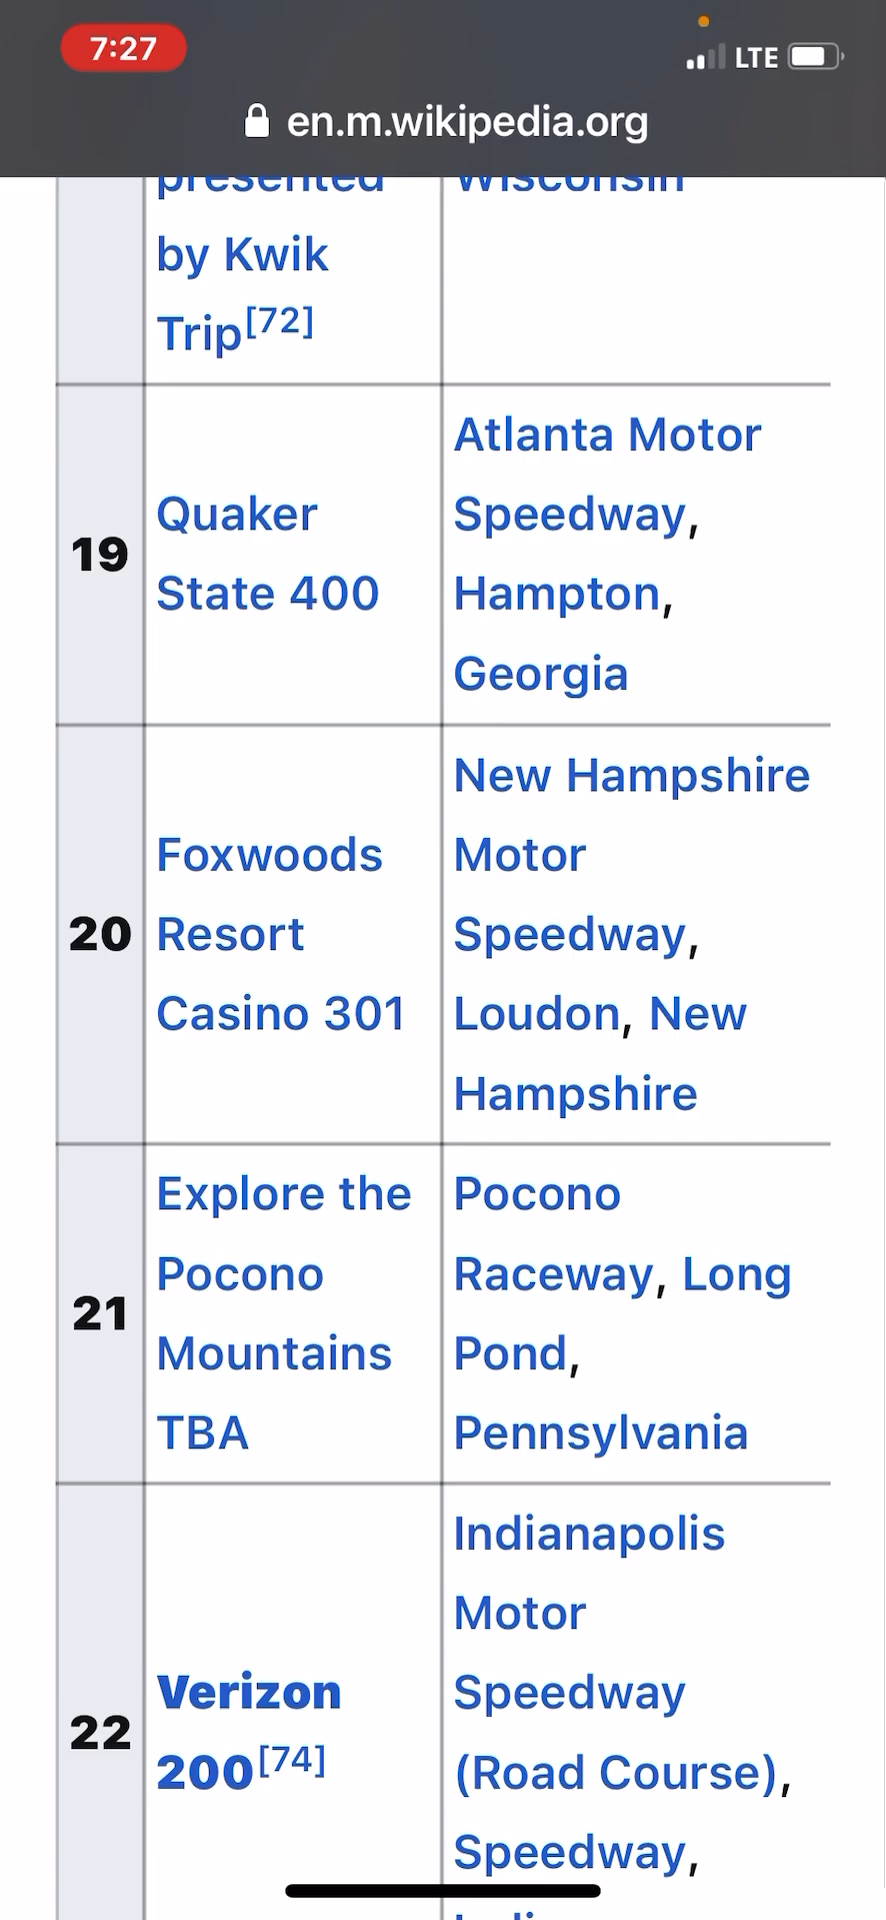 7:27
LTE
en.m.wikipedia.org
presented
by Kwik
Trip[72]
Wisconsin
19
Quaker
State 400
Atlanta Motor
Speedway,
Hampton,
Georgia
20
Foxwoods
Resort
Casino 301
New Hampshire
Motor
Speedway,
Loudon, New
Hampshire
21
Explore the
Pocono
Mountains
TBA
Pocono
Raceway, Long
Pond,
Pennsylvania
22
Verizon
200[74]
Indianapolis
Motor
Speedway
(Road Course),
Speedway,